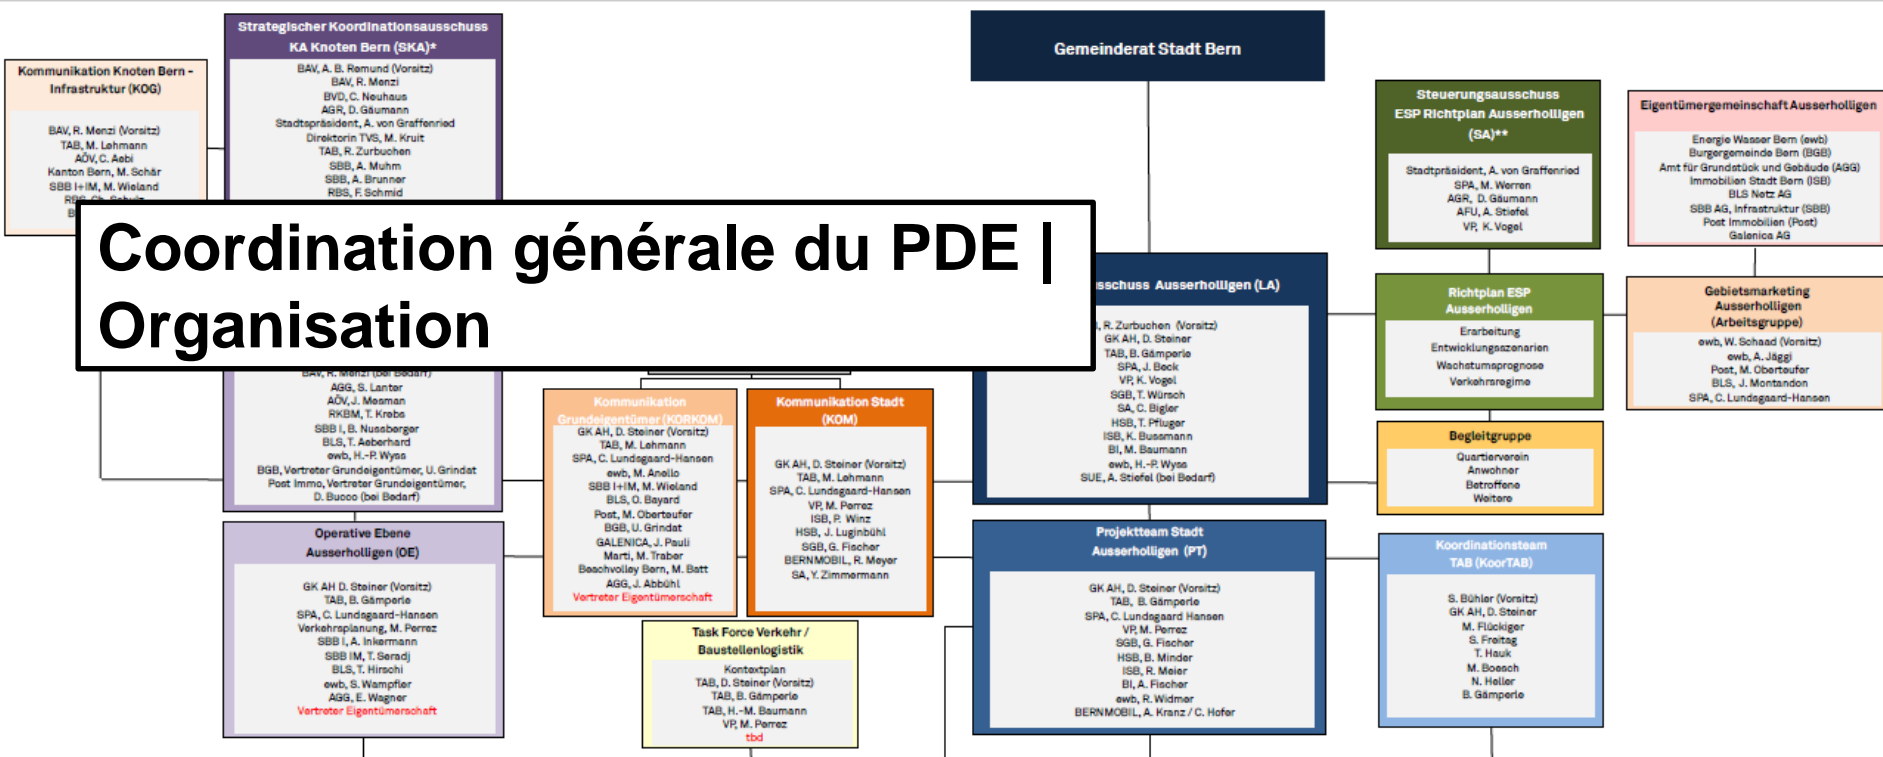 Strategischer Koordinationsausschuss
KA Knoten Bern (SKA)*
BAV, A. B. Remund (Vorsitz)
BAV, R. Menzi
BVD, C. Neuhaus
AGR, D. Gäumann
Stadtspräsident, A. von Graffenried
Direktorin TVS, M. Kruit
TAB, R. Zurbuchen
SBB, A. Muhm
SBB, A. Brunner
RBS, F. Schmid
Kommunikation Knoten Bern -
Infrastruktur (KOG)
BAV, R. Menzi (Vorsitz)
TAB, M. Lehmann
AÖV, C. Aebi
Kanton Bern, M. Schär
SBB I+IM, M. Wieland
Gemeinderat Stadt Bern
Steuerungsausschuss
ESP Richtplan Ausserholligen
(SA)**
Stadtpräsident, A. von Graffenried
SPA, M. Werren
AGR, D. Gäumann
AFU, A. Stiefel
VP, K. Vogel
Eigentümergemeinschaft Ausserholligen
Energie Wasser Bern (ewb)
Burgergemeinde Bern (BGB)
Amt für Grundstück und Gebäude (AGG)
Immobilien Stadt Bern (ISB)
BLS Netz AG
SBB AG, Infrastruktur (SBB)
Post Immobilien (Post)
Galenica AG
Coordination générale du PDE |
Organisation
BAV, R. Menzi (bei Bedarf)
AGG, S. Lanter
AÖV, J. Mesman
RKBM, T. Krebs
SBB I, B. Nussberger
BLS, T. Aeberhard
ewb, H.-P. Wyss
BGB, Vertreter Grundeigentümer, U. Grindat
Post Immo, Vertreter Grundeigentümer,
D. Bucco (bei Bedarf)
Kommunikation
Grundeigentümer (KORKOM)
GK AH, D. Steiner (Vorsitz)
TAB, M. Lehmann
SPA, C. Lundsgaard-Hansen
ewb, M. Anello
SBB I+IM, M. Wieland
BLS, O. Bayard
Post, M. Oberteufer
BGB, U. Grindat
GALENICA, J. Pauli
Marti, M. Traber
Beachvolley Bern, M. Batt
AGG, J. Abbühl
Vertreter Eigentümerschaft
Kommunikation Stadt
(KOM)
GK AH, D. Steiner (Vorsitz)
TAB, M. Lehmann
SPA, C. Lundsgaard-Hansen
VP, M. Perrez
ISB, P. Winz
HSB, J. Luginbühl
SGB, G. Fischer
BERNMOBIL, R. Meyer
SA, Y. Zimmermann
sschuss Ausserholligen (LA)
R. Zurbuchen (Vorsitz)
GK AH, D. Steiner
TAB, B. Gämperle
SPA, J. Beck
VP, K. Vogel
SGB, T. Würsch
SA, C. Bigler
HSB, T. Pfluger
ISB, K. Bussmann
BI, M. Baumann
ewb, H.-P. Wyss
SUE, A. Stiefel (bei Bedarf)
Richtplan ESP
Ausserholligen
Erarbeitung
Entwicklungsszenarien
Wachstumsprognose
Verkehrsregime
Gebietsmarketing
Ausserholligen
(Arbeitsgruppe)
ewb, W. Schaad (Vorsitz)
ewb, A. Jäggi
Post, M. Oberteufer
BLS, J. Montandon
SPA, C. Lundsgaard-Hansen
Begleitgruppe
Quartierverein
Anwohner
Betroffene
Weitere
Operative Ebene
Ausserholligen (OE)
GK AH D. Steiner (Vorsitz)
TAB, B. Gämperle
SPA, C. Lundsgaard-Hansen
Verkehrsplanung, M. Perrez
SBB I, A. Inkermann
SBB IM, T. Seradj
BLS, T. Hirschi
ewb, S. Wampfler
AGG, E. Wagner
Vertreter Eigentümerschaft
Task Force Verkehr /
Baustellenlogistik
Kontextplan
TAB, D. Steiner (Vorsitz)
TAB, B. Gämperle
TAB, H.-M. Baumann
VP, M. Perrez
tbd
Projektteam Stadt
Ausserholligen (PT)
GK AH, D. Steiner (Vorsitz)
TAB, B. Gämperle
SPA, C. Lundsgaard Hansen
VP, M. Perrez
SGB, G. Fischer
HSB, B. Minder
ISB, R. Meier
BI, A. Fischer
ewb, R. Widmer
BERNMOBIL, A. Kranz / C. Hofer
Koordinationsteam
TAB (KoorTAB)
S. Bühler (Vorsitz)
GK AH, D. Steiner
M. Flückiger
S. Freitag
T. Hauk
M. Boesch
N. Heller
B. Gämperle